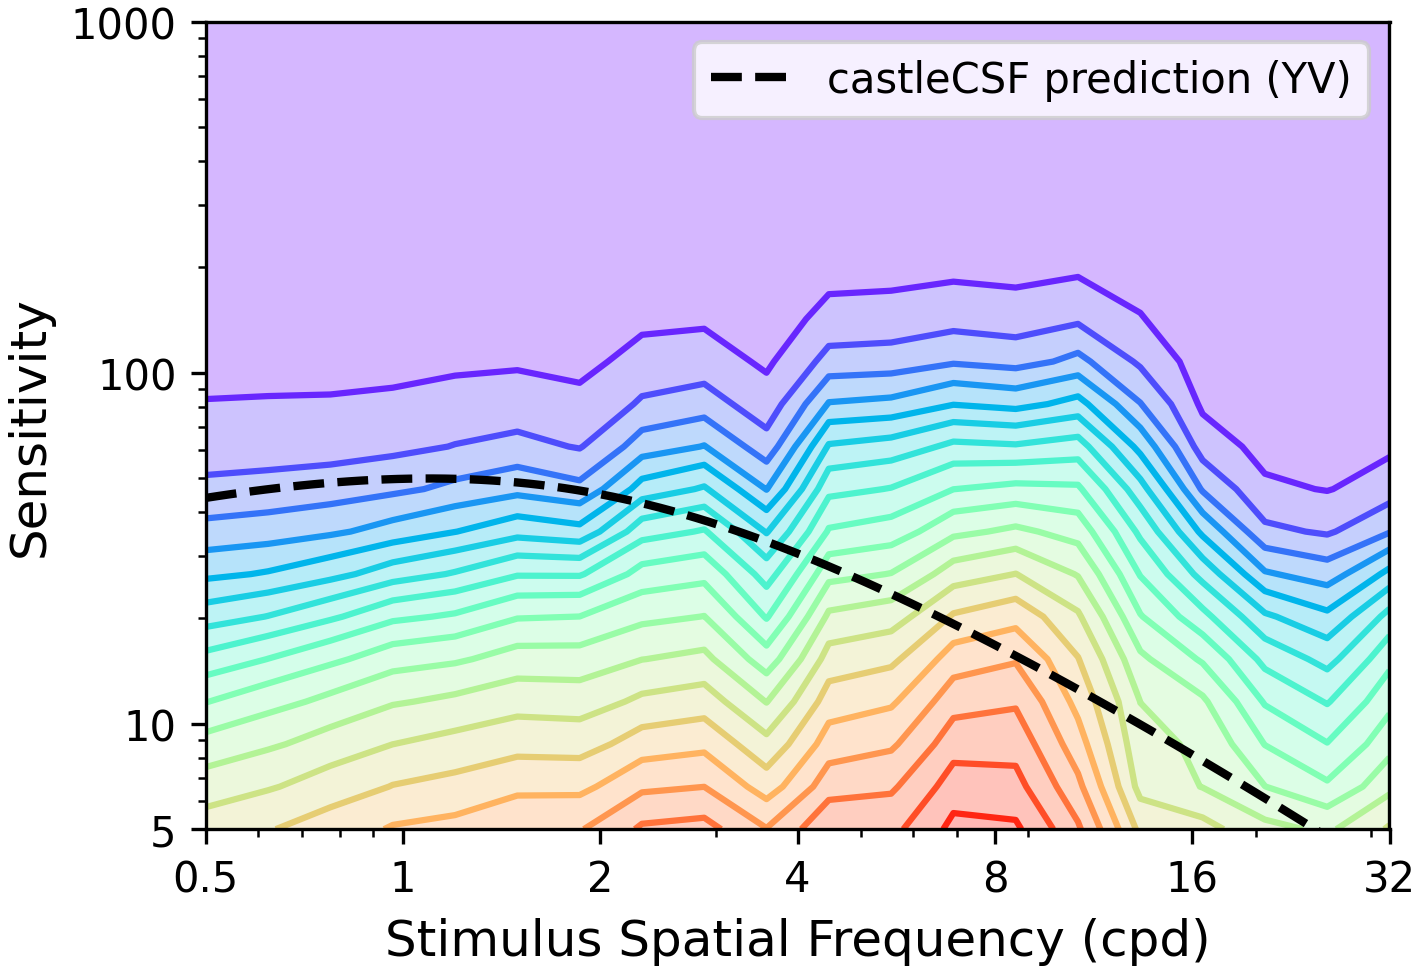 1000
castleCSF prediction (YV)
Sensitivity
100
10
5
0.5 1 2 4 8 16 32
Stimulus Spatial Frequency (cpd)